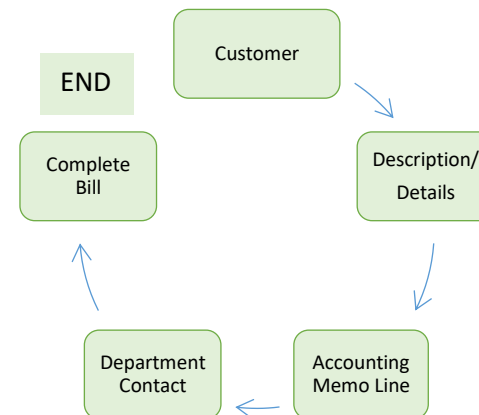 Customer
END
Description/
Details
Complete
Bill
Department
Contact
Accounting
Memo Line